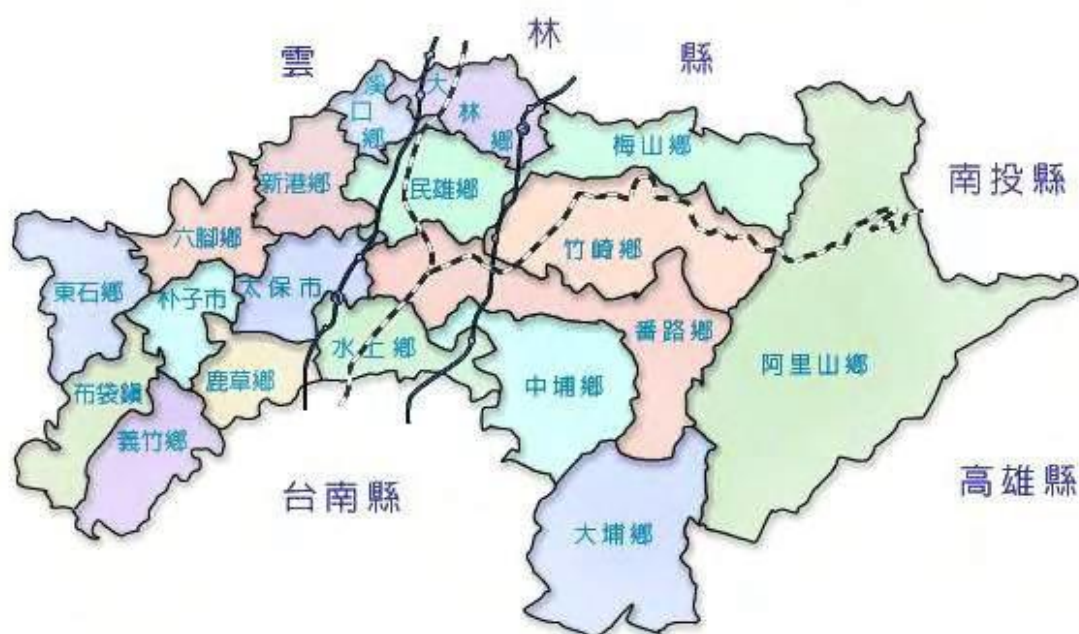 雲林縣
溪口鄉
大林鄉
梅山鄉
南投縣
新港鄉
民雄鄉
六腳鄉
竹崎鄉
東石鄉
朴子市
太保市
水上鄉
番路鄉
阿里山鄉
布袋鎮
鹿草鄉
中埔鄉
義竹鄉
台南縣
高雄縣
大埔鄉